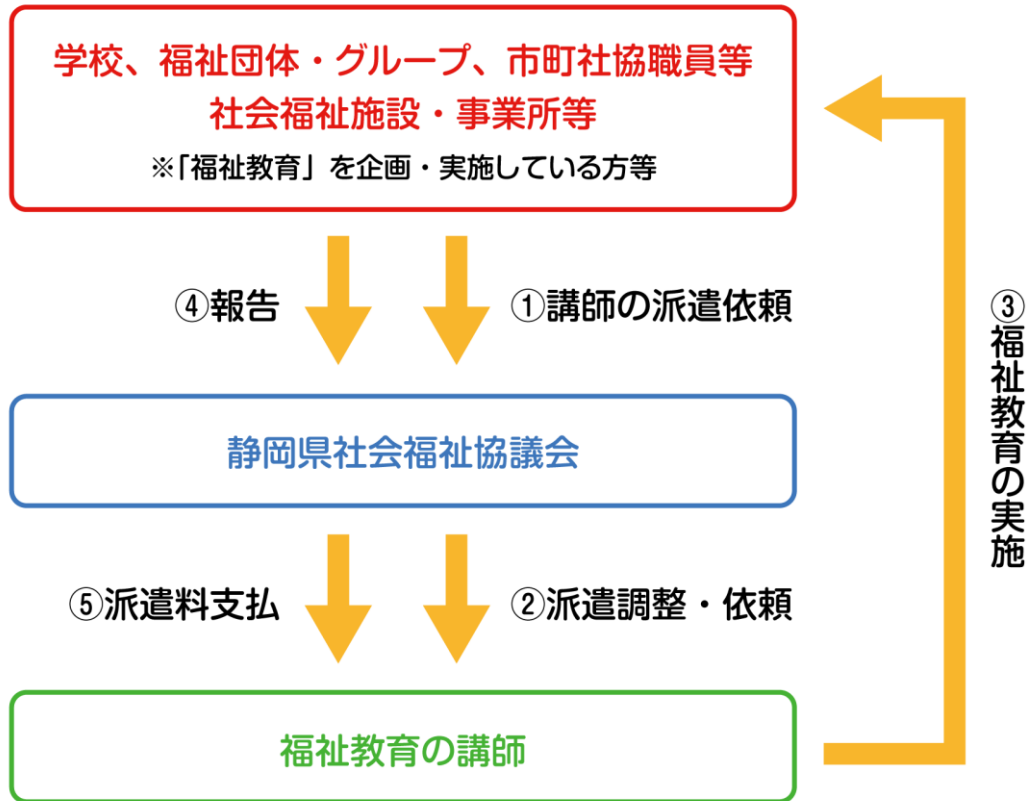 学校、福祉団体・グループ、市町社協職員等
社会福祉施設・事業所等
※「福祉教育」を企画・実施している方等
④報告
①講師の派遣依頼
③福祉教育の実施
静岡県社会福祉協議会
⑤派遣料支払
②派遣調整・依頼
福祉教育の講師